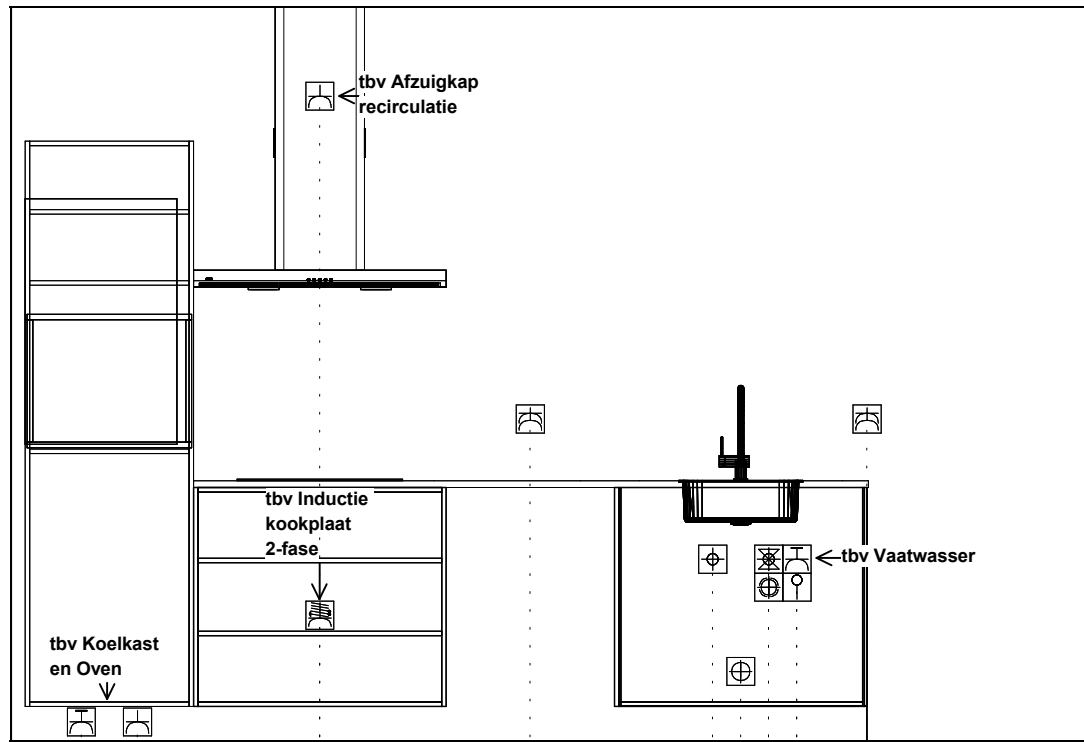 tbv Afzuigkap
recirculatie
tbv Inductie
kookplaat
2-fase
tbv Vaatwasser
tbv Koelkast
en Oven